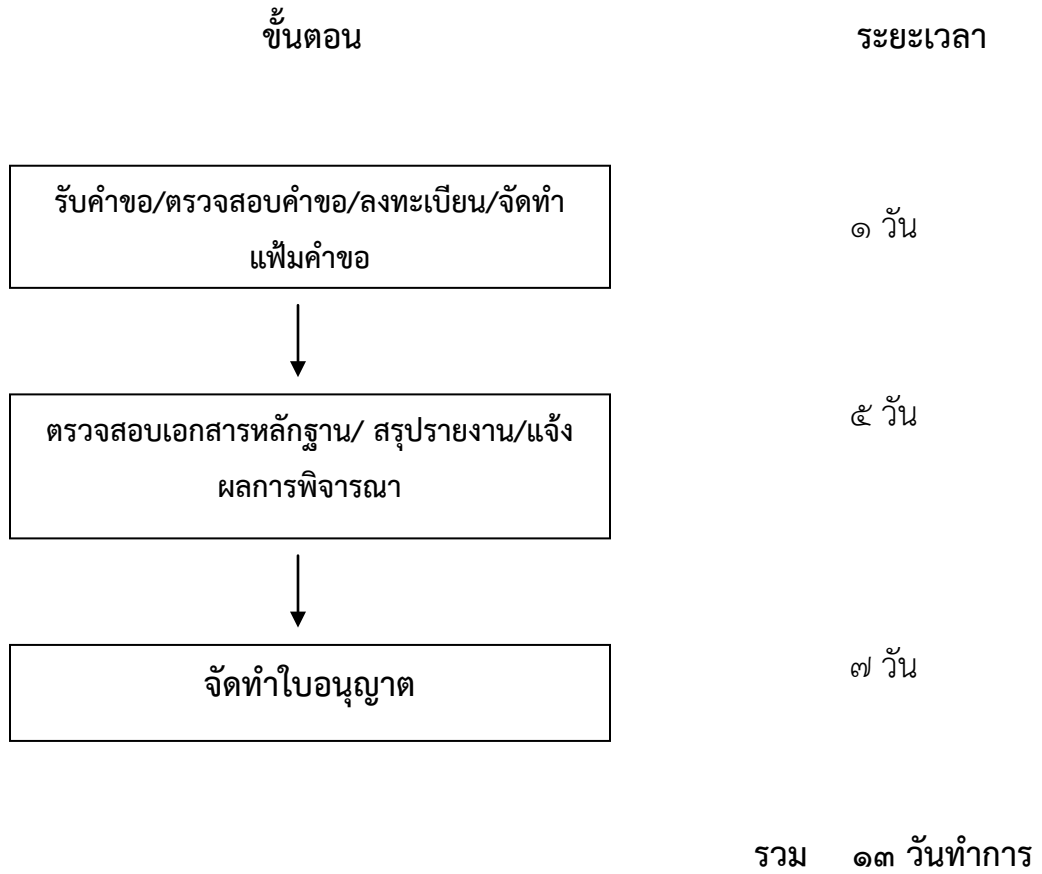 ขั้นตอน ระยะเวลา
รับคำขอ/ตรวจสอบคำขอ/ลงทะเบียน/จัดทำ
แฟ้มคำขอ
๑ วัน
ตรวจสอบเอกสารหลักฐาน/ สรุปรายงาน/แจ้ง
ผลการพิจารณา
๕ วัน
จัดทำใบอนุญาต
๗ วัน
รวม ๑๓ วันทำการ